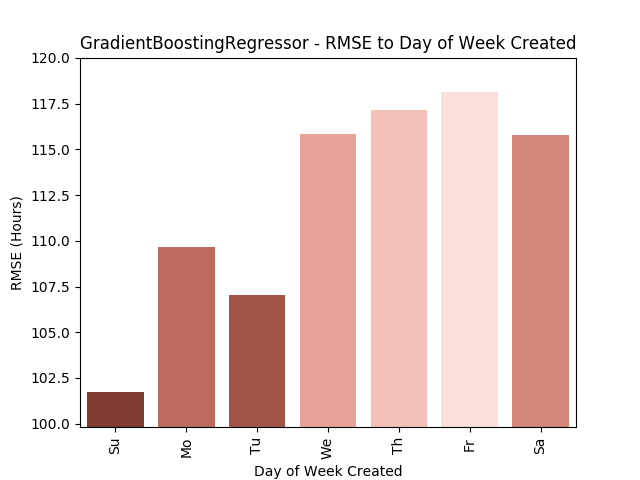 GradientBoostingRegressor - RMSE to Day of Week Created
120.0
117.5
115.0
112.5
110.0
107.5
105.0
102.5
100.0
RMSE (Hours)
Su Mo Tu We Th Fr Sa
Day of Week Created